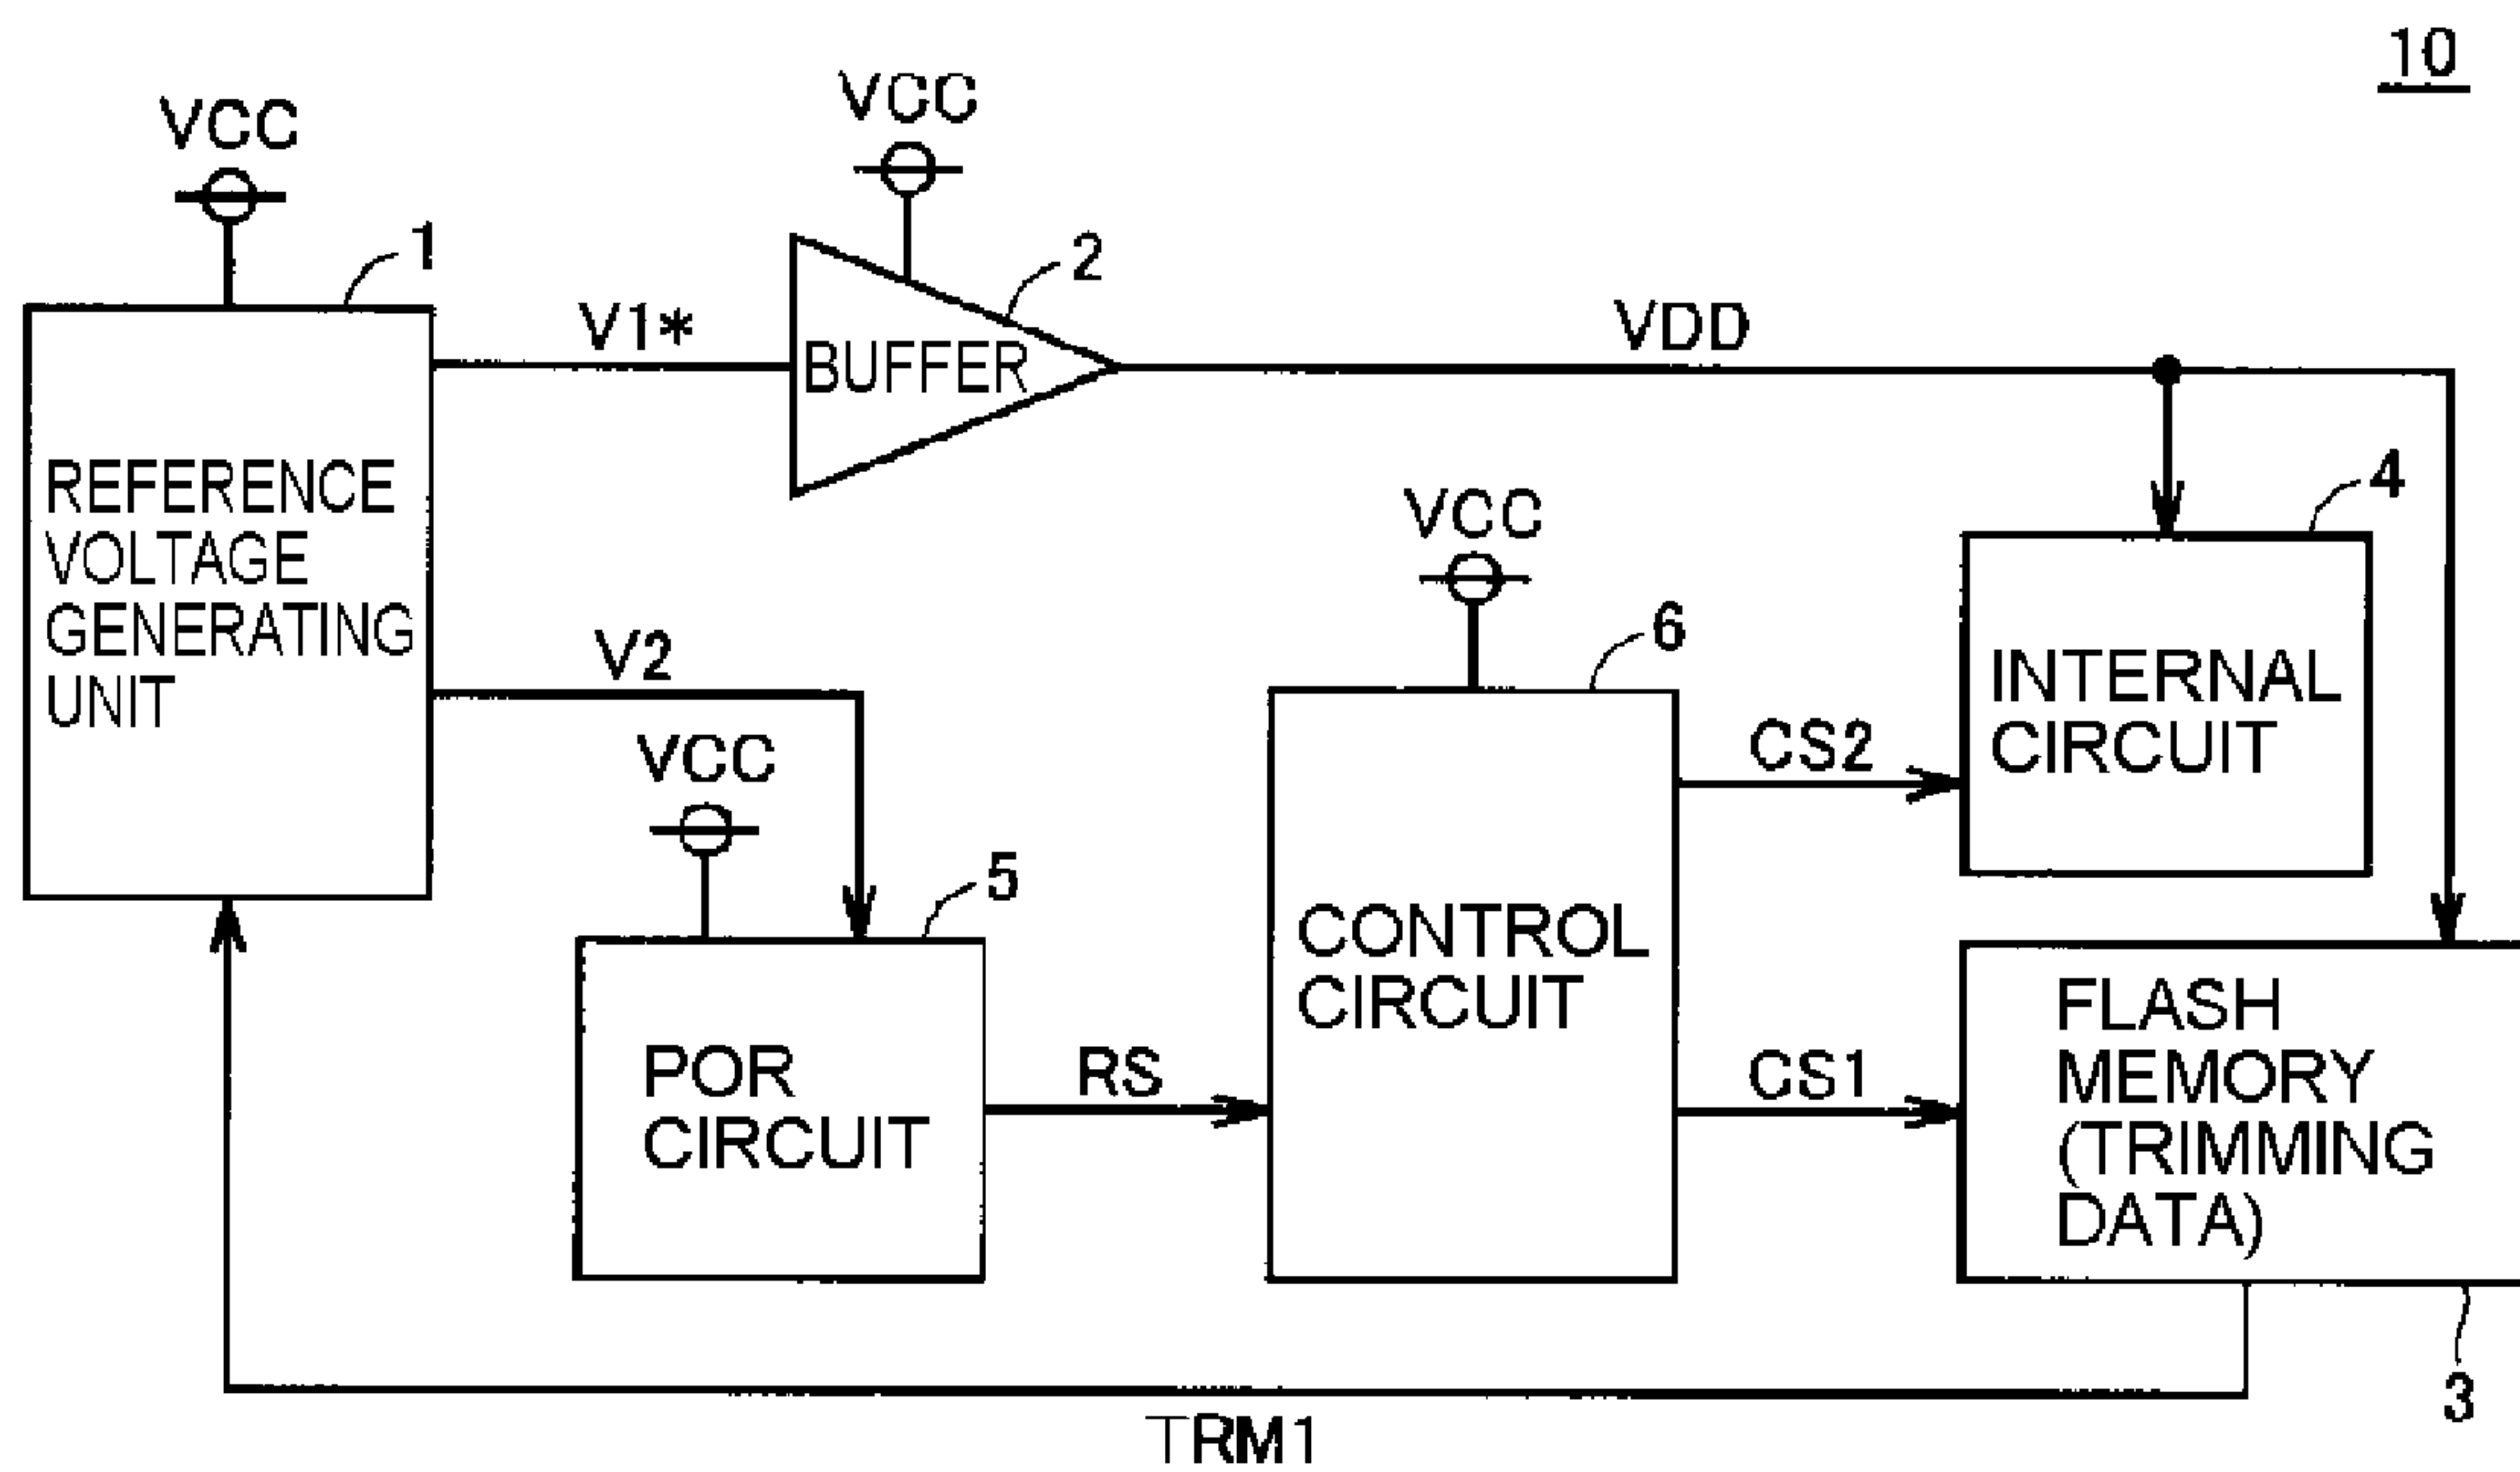 10
VCC
VCC
1
2
V1*
BUFFER
VDD
REFERENCE
VOLTAGE
GENERATING
UNIT
V2
VCC
4
6
INTERNAL
CIRCUIT
CS2
VCC
5
CONTROL
CIRCUIT
POR
CIRCUIT
RS
CS1
FLASH
MEMORY
(TRIMMING
DATA)
3
TRM1